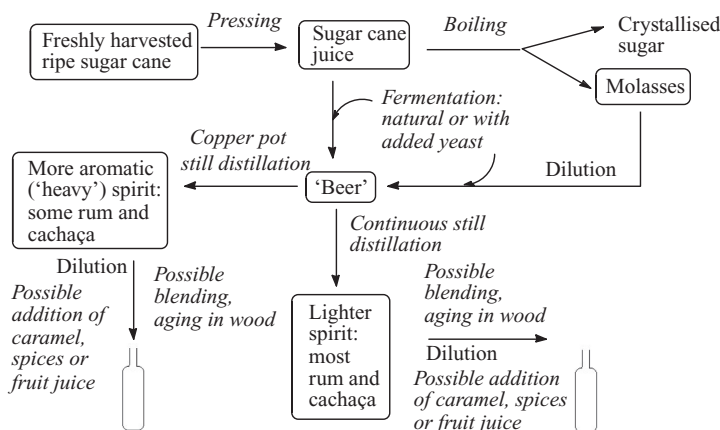 Freshly harvested
ripe sugar cane
Pressing
Sugar cane
juice
Boiling
Crystallised
sugar
Molasses
Fermentation:
natural or with
added yeast
Copper pot
still distillation
Dilution
More aromatic
(‘heavy’) spirit:
some rum and
cachaça
‘Beer’
Continuous still
distillation
Dilution
Possible
addition of
caramel,
spices or
fruit juice
Possible
blending,
aging in wood
Lighter
spirit:
most
rum and
cachaça
Possible
blending,
aging in wood
Dilution
Possible addition
of caramel, spices
or fruit juice